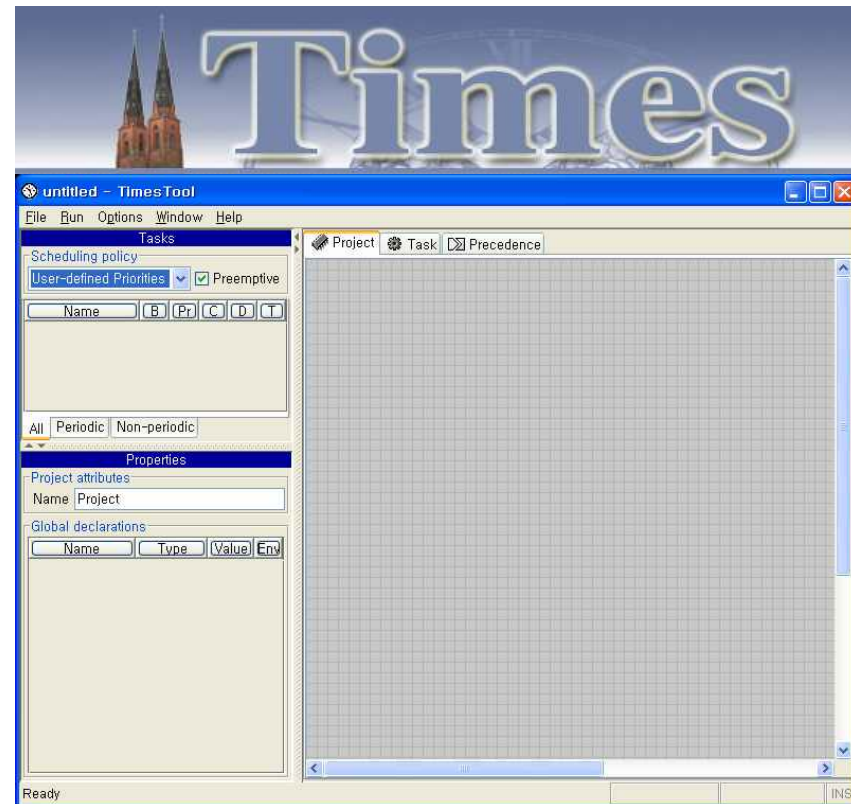 Times
untitled - TimesTool
File Run Options Window Help
Tasks
Scheduling policy
User-defined Priorities Preemptive
Name B Pr C D T
All Periodic Non-periodic
Properties
Project attributes
Name Project
Global declarations
Name Type Value Env
Project Task Precedence
Ready
INS